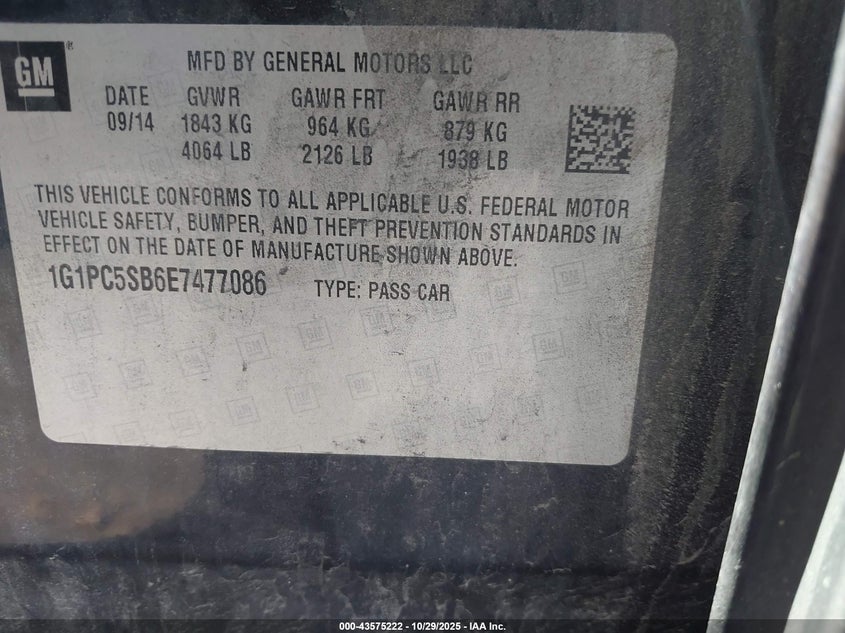 GM
MFD BY GENERAL MOTORS LLC
DATE GVWR GAWR FRT GAWR RR
09/14 1843 KG 964 KG 879 KG
4064 LB 2126 LB 1938 LB
THIS VEHICLE CONFORMS TO ALL APPLICABLE U.S. FEDERAL MOTOR
VEHICLE SAFETY, BUMPER, AND THEFT PREVENTION STANDARDS IN
EFFECT ON THE DATE OF MANUFACTURE SHOWN ABOVE.
1G1PC5SB6E7477086 TYPE: PASS CAR
000-43575222 - 10/29/2025 - IAA Inc.